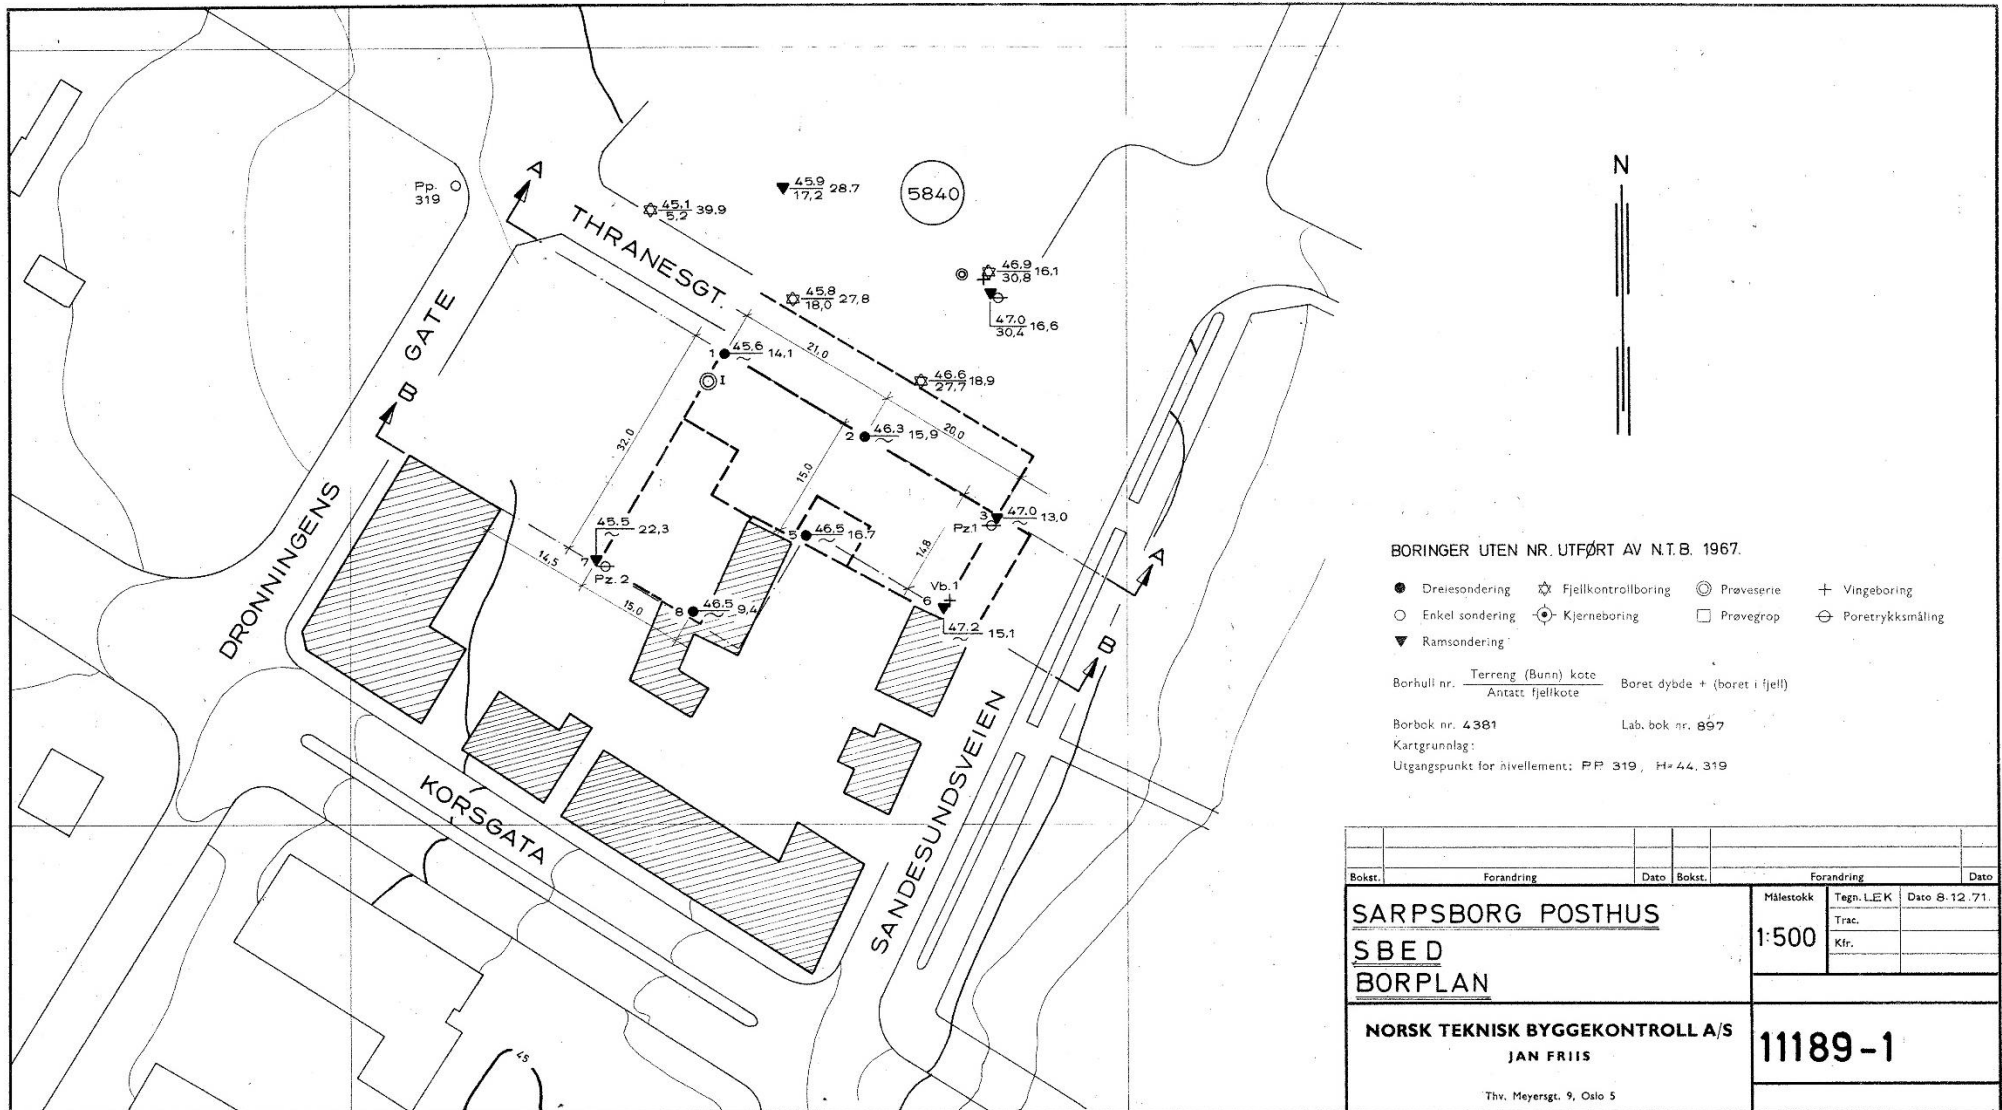 Pp.
319
A
THRANESGT.
45.1
5,2 39.9
45.9
17,2 28.7
5840
46.9
30,8 16,1
47.0
30,4 16,6
45.8
18,0 27,8
46.6
27,7 18,9
B
GATE
DRONNINGENS
1 45.6
~ 14,1
I
21,0
2 46.3
~ 15,9
20,0
32.0
15.0
3 47.0
~ 13,0
Pz.1
5 46.5
~ 16.7
14,8
45.5
~ 22,3
7
Pz. 2
14,5
15,0
8 46.5
~ 9,4
Vb.1
6
47.2
~ 15,1
A
B
KORSGATA
SANDESUNDSVEIEN
45
N
BORINGER UTEN NR. UTFØRT AV N.T.B. 1967.
Dreiesondering Fjellkontrollboring Prøveserie Vingeboring
Enkel sondering Kjerneboring Prøvegrop Poretrykksmåling
Ramsondering
Borhull nr. Terreng (Bunn) kote
Antatt fjellkote Boret dybde + (boret i fjell)
Borbok nr. 4381 Lab. bok nr. 897
Kartgrunnlag:
Utgangspunkt for nivellement: PP. 319, H=44,319
Bokst. Forandring Dato Bokst. Forandring Dato
SARPSBORG POSTHUS
SBED
BORPLAN
Målestokk
1:500
Tegn. L.E.K Dato 8.12.71.
Trac.
Kfr.
NORSK TEKNISK BYGGEKONTROLL A/S
JAN FRIIS
Thv. Meyersgt. 9, Oslo 5
11189-1